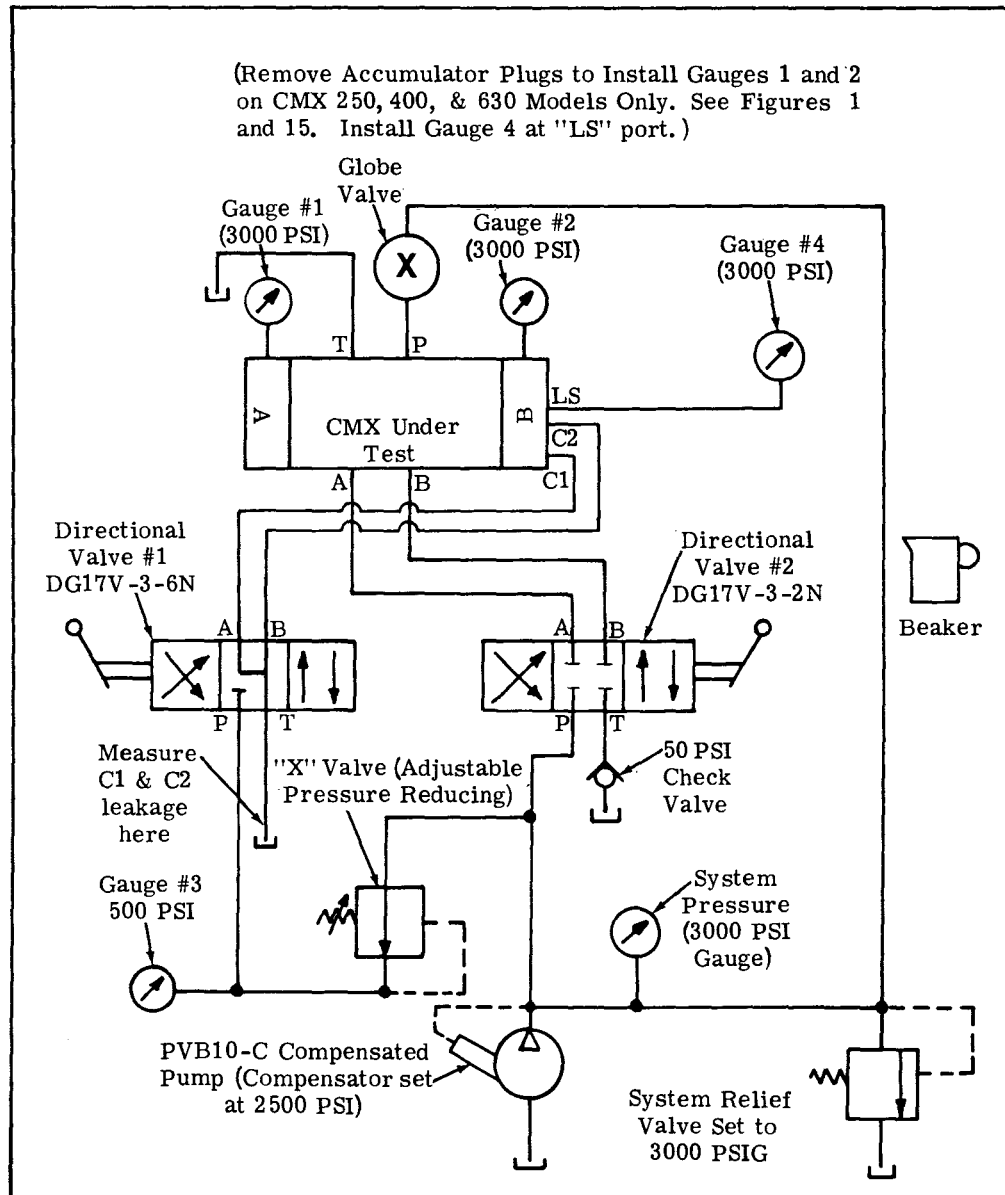 (Remove Accumulator Plugs to Install Gauges 1 and 2
on CMX 250, 400, & 630 Models Only. See Figures 1
and 15. Install Gauge 4 at "LS" port.)
Globe
Valve
Gauge #1
(3000 PSI)
Gauge #2
(3000 PSI)
Gauge #4
(3000 PSI)
X
T
P
A
CMX Under
Test
B
LS
C2
C1
A
B
Directional
Valve #1
DG17V-3-6N
Directional
Valve #2
DG17V-3-2N
Beaker
A
B
P
T
A
B
P
T
Measure
C1 & C2
leakage
here
"X" Valve (Adjustable
Pressure Reducing)
50 PSI
Check
Valve
Gauge #3
500 PSI
System
Pressure
(3000 PSI
Gauge)
PVB10-C Compensated
Pump (Compensator set
at 2500 PSI)
System Relief
Valve Set to
3000 PSIG